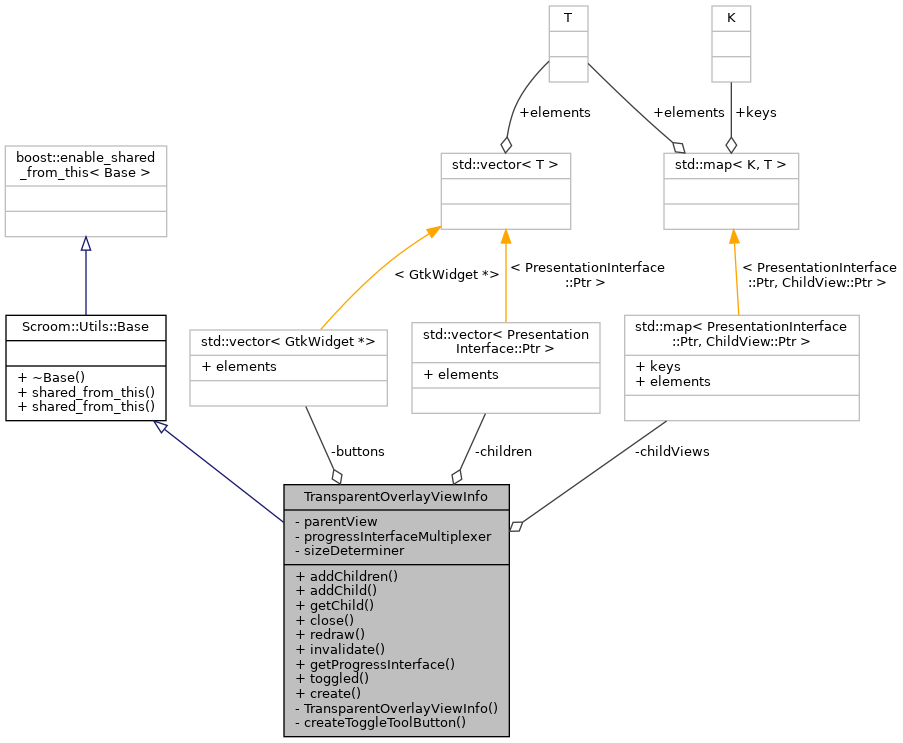 T
K
+elements
+elements
+keys
boost::enable_shared
_from_this< Base >
std::vector< T >
std::map< K, T >
< GtkWidget *>
< PresentationInterface
::Ptr >
< PresentationInterface
::Ptr, ChildView::Ptr >
Scroom::Utils::Base
+ ~Base()
+ shared_from_this()
+ shared_from_this()
std::vector< GtkWidget *>
+ elements
std::vector< Presentation
Interface::Ptr >
+ elements
std::map< PresentationInterface
::Ptr, ChildView::Ptr >
+ keys
+ elements
-buttons
-children
-childViews
TransparentOverlayViewInfo
- parentView
- progressInterfaceMultiplexer
- sizeDeterminer
+ addChildren()
+ addChild()
+ getChild()
+ close()
+ redraw()
+ invalidate()
+ getProgressInterface()
+ toggled()
+ create()
- TransparentOverlayViewInfo()
- createToggleToolButton()